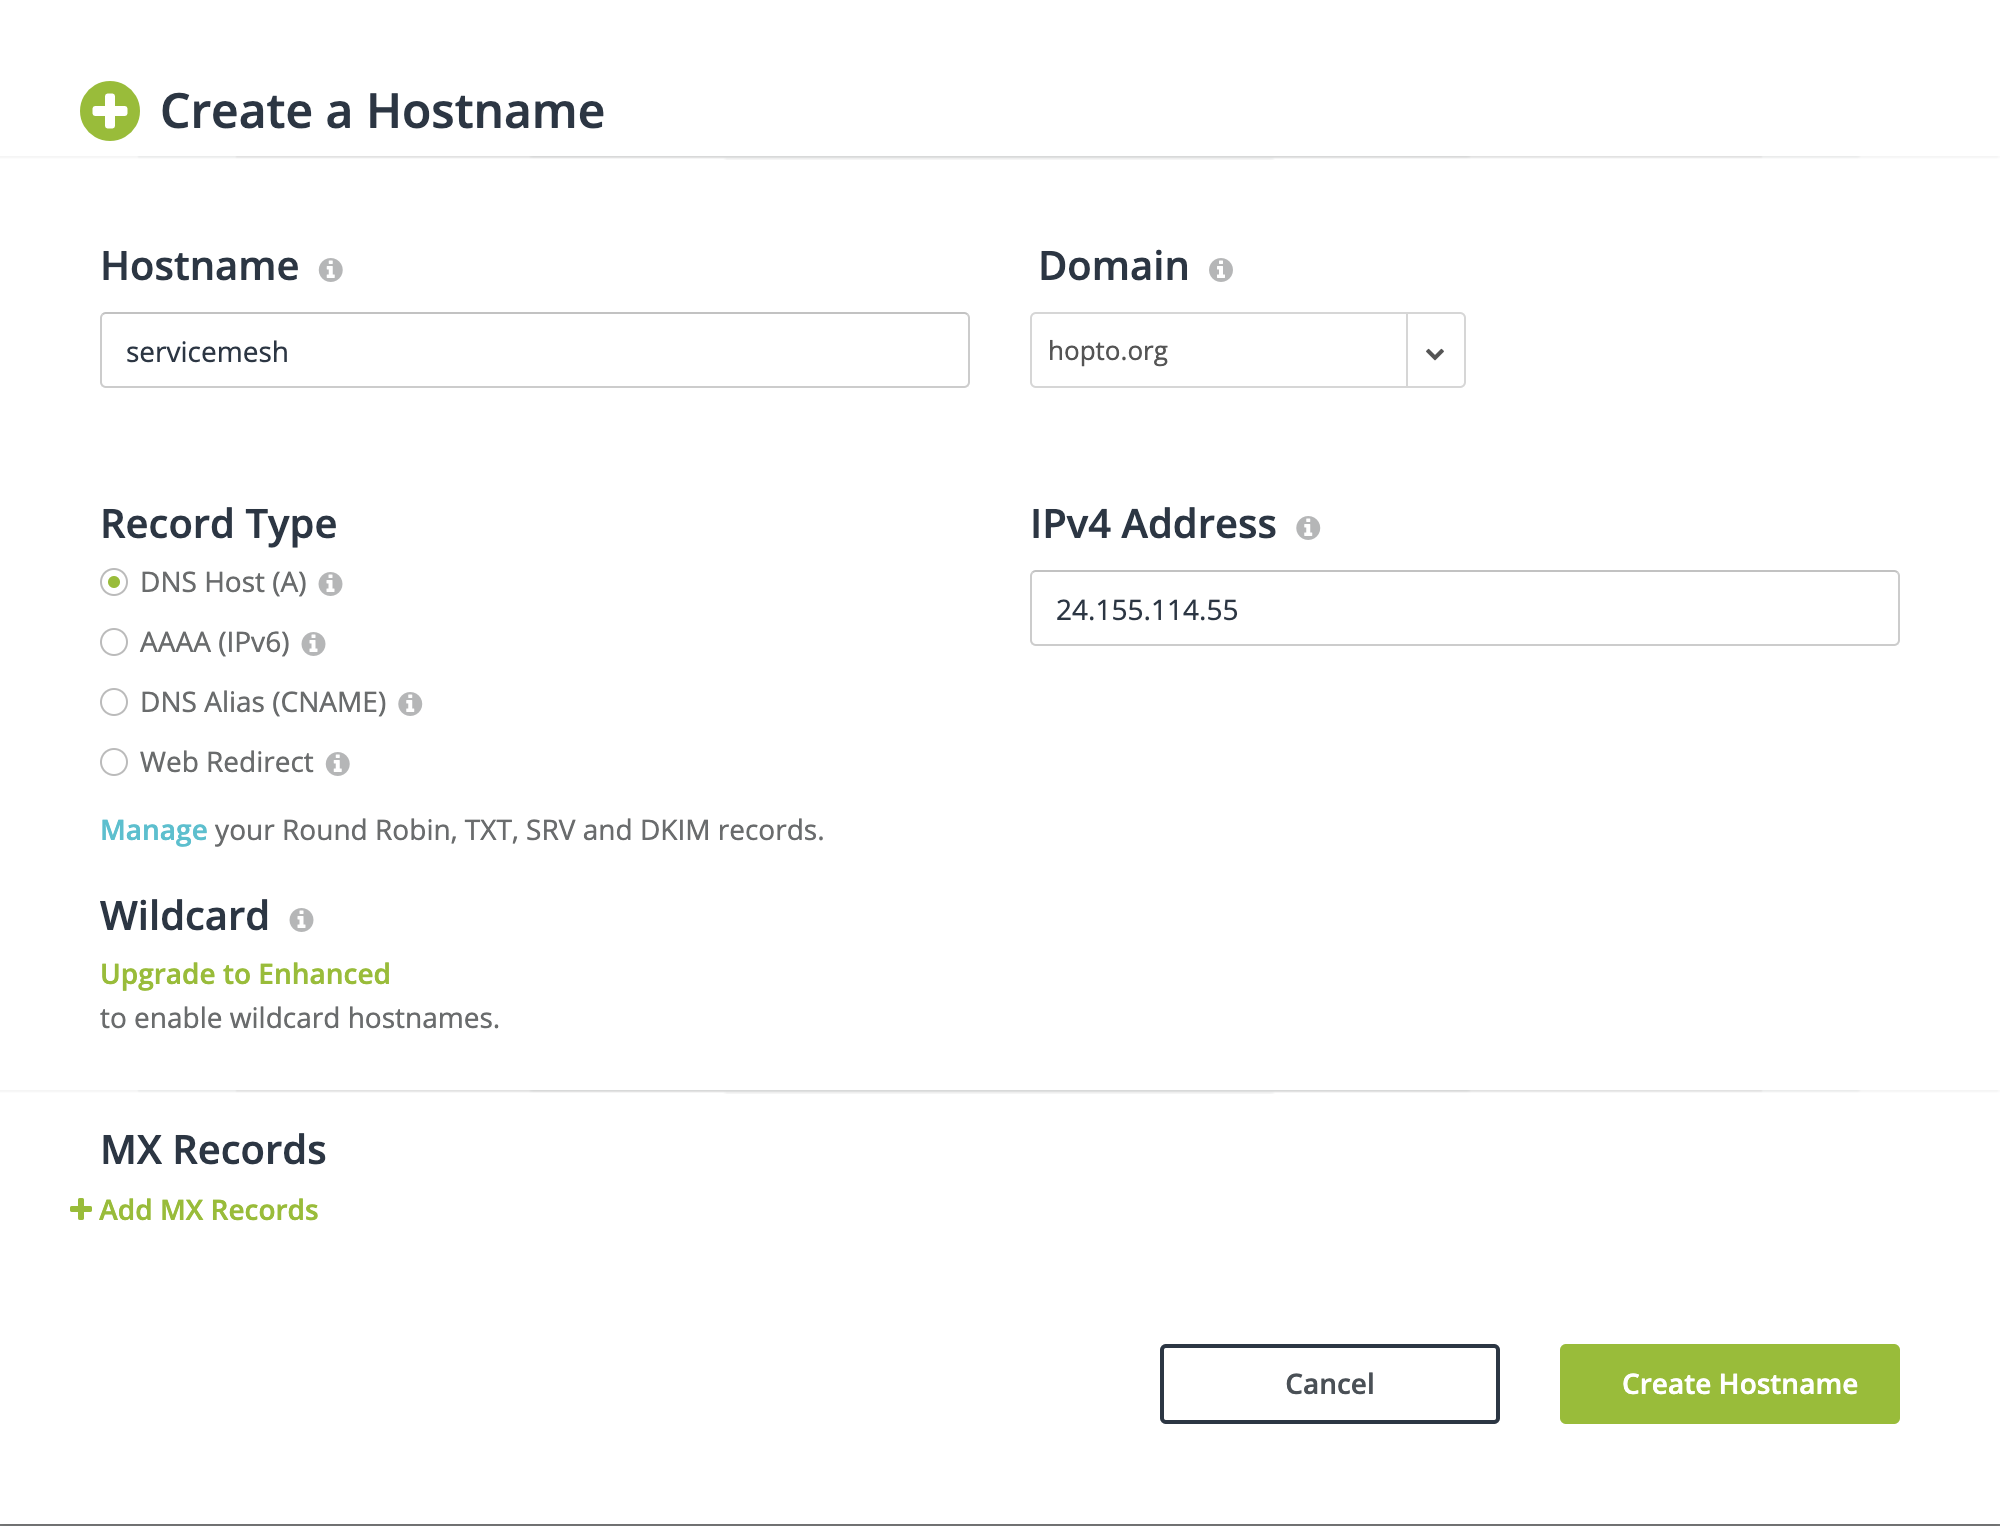 Create a Hostname
Hostname
Domain
servicemesh
hopto.org
Record Type
DNS Host (A)
AAAA (IPv6)
DNS Alias (CNAME)
Web Redirect
Manage your Round Robin, TXT, SRV and DKIM records.
IPv4 Address
24.155.114.55
Wildcard
Upgrade to Enhanced
to enable wildcard hostnames.
MX Records
Add MX Records
Cancel
Create Hostname